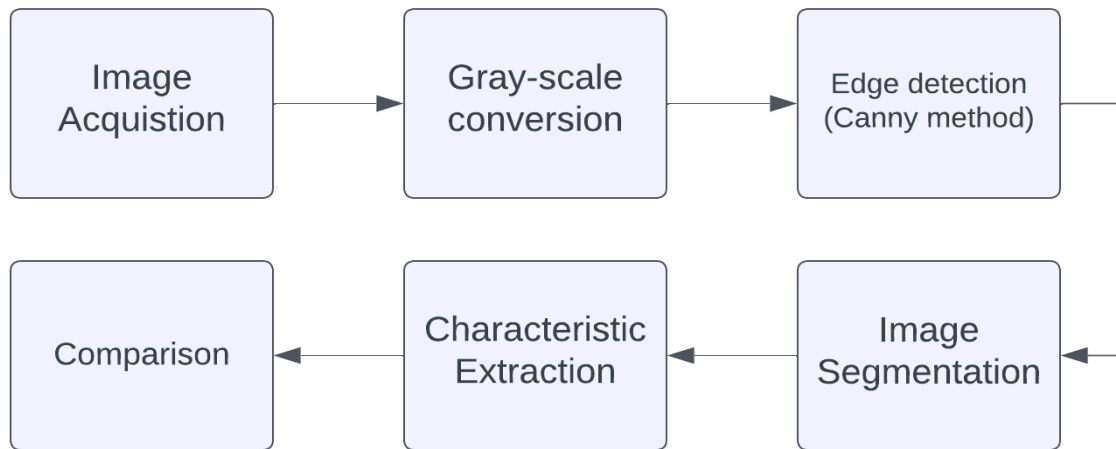 Image
Acquistion
Gray-scale
conversion
Edge detection
(Canny method)
Image
Segmentation
Characteristic
Extraction
Comparison